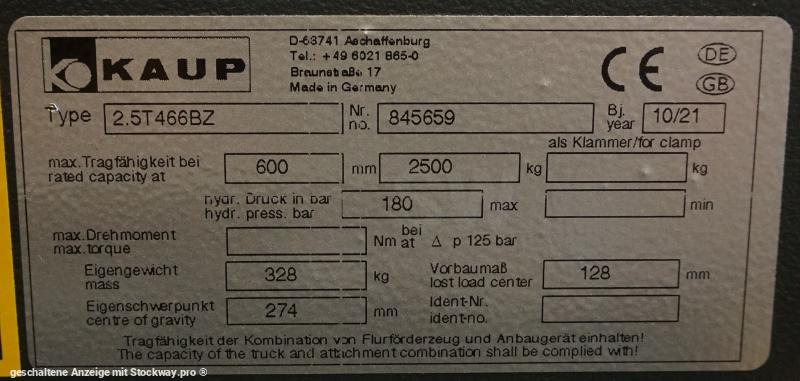 KAUP
D-63741 Aschaffenburg
Tel.: +49 6021 865-0
Braunstraße 17
Made in Germany
CE
DE
GB
Type 2.5T466BZ Nr. no. 845659 Bj. year 10/21
als Klammer/for clamp
max.Tragfähigkeit bei
rated capacity at 600 mm 2500 kg kg
hydr. Druck in bar
hydr. press. bar 180 max min
max.Drehmoment
max.torque Nm bei at Δ p 125 bar
Eigengewicht
mass 328 kg
Vorbaumaß
lost load center 128 mm
Eigenschwerpunkt
centre of gravity 274 mm
Ident-Nr.
ident-no.
Tragfähigkeit der Kombination von Flurförderzeug und Anbaugerät einhalten!
The capacity of the truck and attachment combination shall be complied with!
geschaltene Anzeige mit Stockway.pro ®